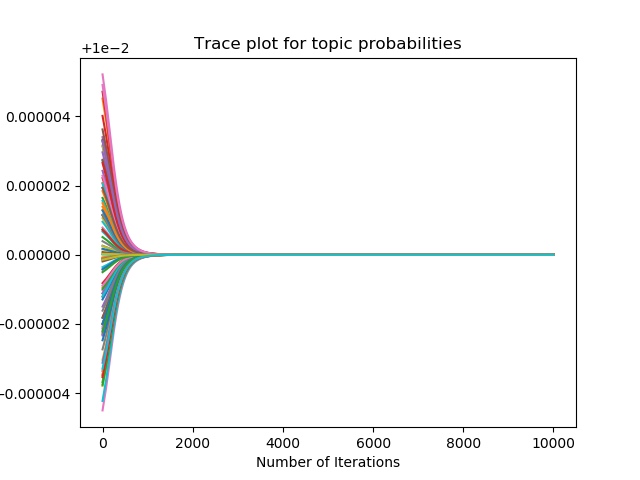 Trace plot for topic probabilities
+1e−2
0.000004
0.000002
0.000000
−0.000002
−0.000004
0 2000 4000 6000 8000 10000
Number of Iterations